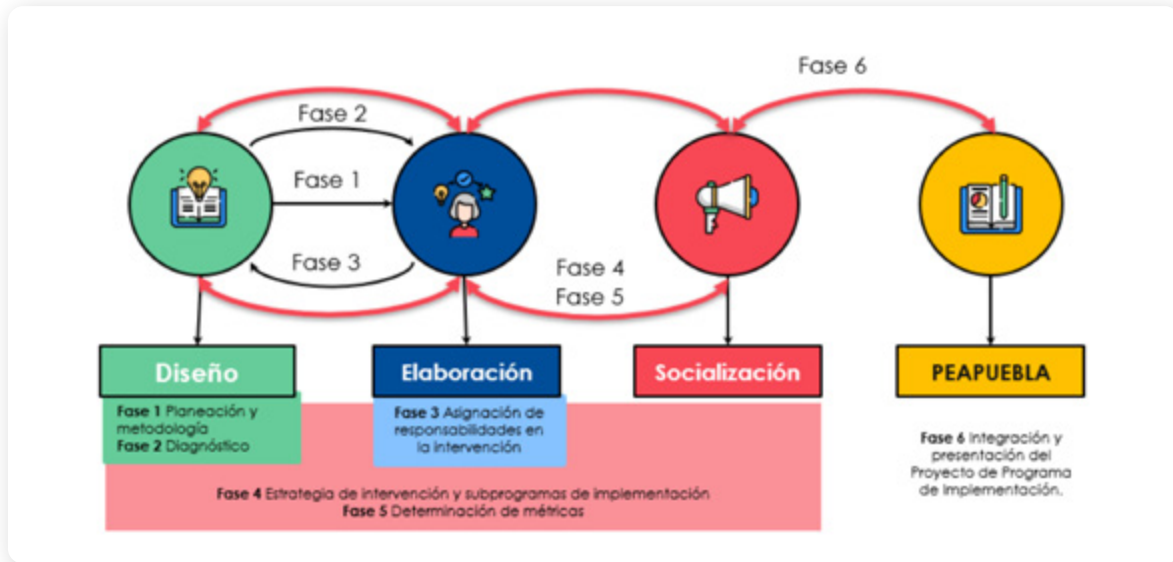 Fase 6
Fase 2
Fase 1
Fase 3
Fase 4
Fase 5
Diseño
Elaboración
Socialización
PEAPUEBLA
Fase 1 Planeación y
metodología
Fase 2 Diagnóstico
Fase 3 Asignación de
responsabilidades en
la intervención
Fase 6 Integración y
presentación del
Proyecto de Programa
de Implementación.
Fase 4 Estrategia de intervención y subprogramas de implementación
Fase 5 Determinación de métricas